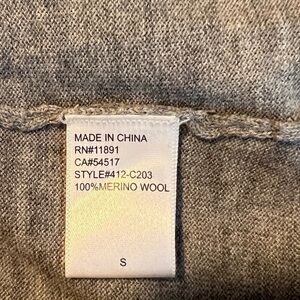 MADE IN CHINA
RN#11891
CA#54517
STYLE#412-C203
100%MERINO WOOL
S